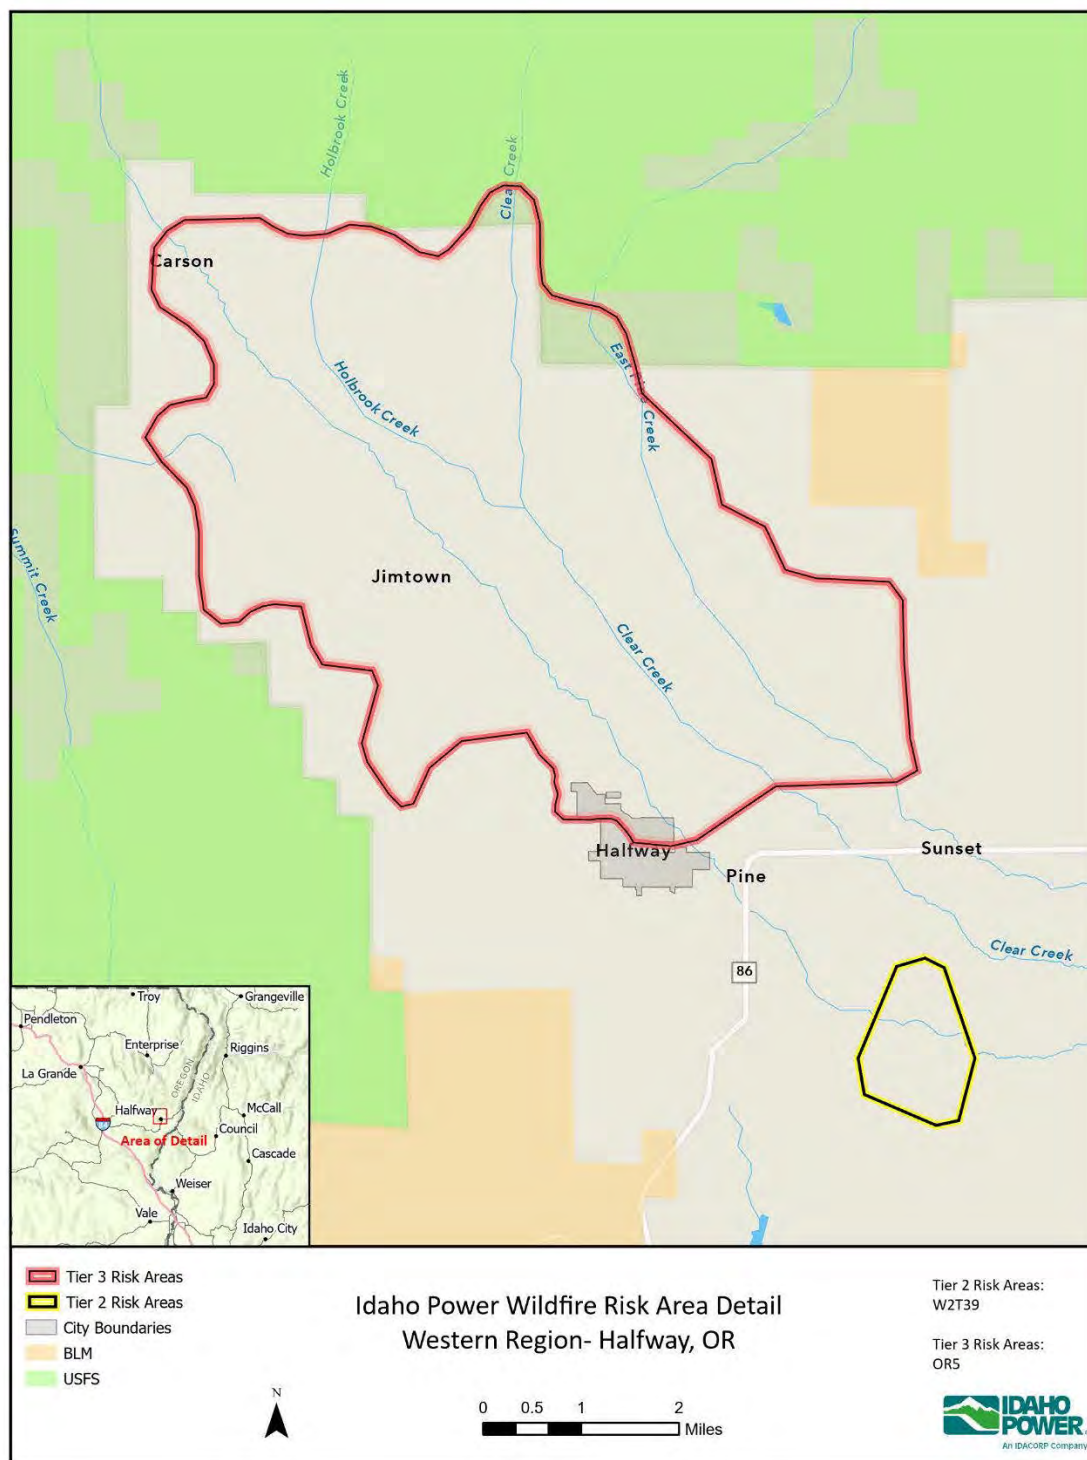 Holbrook Creek
Clear Creek
Carson
East Pine Creek
Holbrook Creek
Summit Creek
Jimtown
Clear Creek
Halfway
Sunset
Pine
Clear Creek
86
Troy
Grangeville
Pendleton
Enterprise
Riggins
La Grande
OREGON
IDAHO
Halfway
McCall
Council
Area of Detail
Cascade
Weiser
Vale
Idaho City
Tier 3 Risk Areas
Tier 2 Risk Areas
City Boundaries
BLM
USFS
Idaho Power Wildfire Risk Area Detail
Western Region- Halfway, OR
N
0 0.5 1 2
Miles
Tier 2 Risk Areas:
W2T39
Tier 3 Risk Areas:
OR5
IDAHO
POWER.
An IDACORP Company